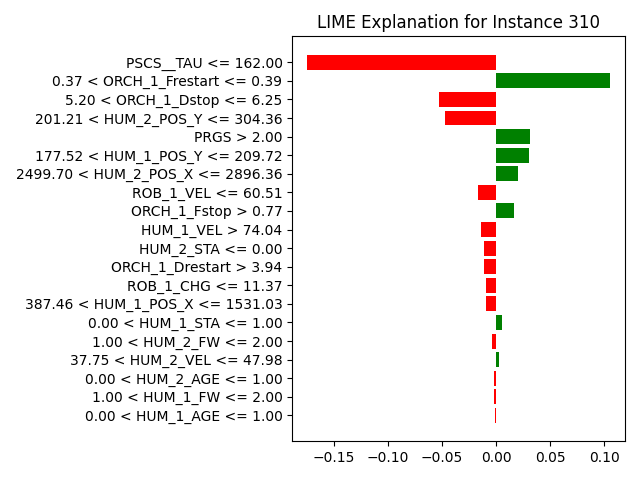 LIME Explanation for Instance 310
PSCS__TAU <= 162.00
0.37 < ORCH_1_Frestart <= 0.39
5.20 < ORCH_1_Dstop <= 6.25
201.21 < HUM_2_POS_Y <= 304.36
PRGS > 2.00
177.52 < HUM_1_POS_Y <= 209.72
2499.70 < HUM_2_POS_X <= 2896.36
ROB_1_VEL <= 60.51
ORCH_1_Fstop > 0.77
HUM_1_VEL > 74.04
HUM_2_STA <= 0.00
ORCH_1_Drestart > 3.94
ROB_1_CHG <= 11.37
387.46 < HUM_1_POS_X <= 1531.03
0.00 < HUM_1_STA <= 1.00
1.00 < HUM_2_FW <= 2.00
37.75 < HUM_2_VEL <= 47.98
0.00 < HUM_2_AGE <= 1.00
1.00 < HUM_1_FW <= 2.00
0.00 < HUM_1_AGE <= 1.00
−0.15 −0.10 −0.05 0.00 0.05 0.10